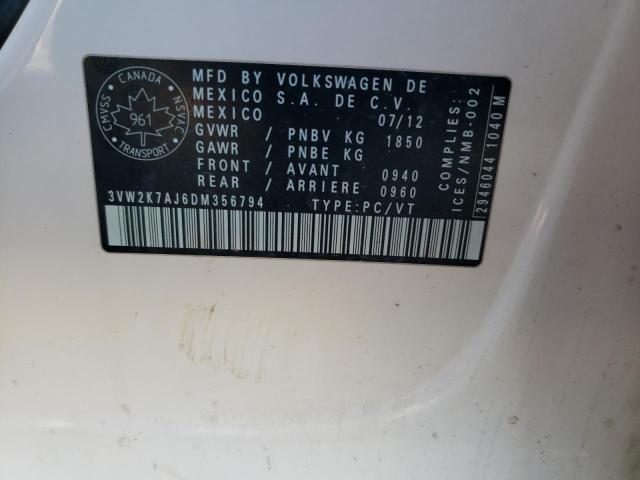 CANADA
CMVSS
NSVAC
961
TRANSPORT
MFD BY VOLKSWAGEN DE
MEXICO S.A. DE C.V.
MEXICO 07/12
GVWR / PNBV KG 1850
GAWR / PNBE KG
FRONT / AVANT 0940
REAR / ARRIERE 0960
3VW2K7AJ6DM356794 TYPE:PC/VT
COMPLIES:
ICES/NMB-002
2946044 1040 M